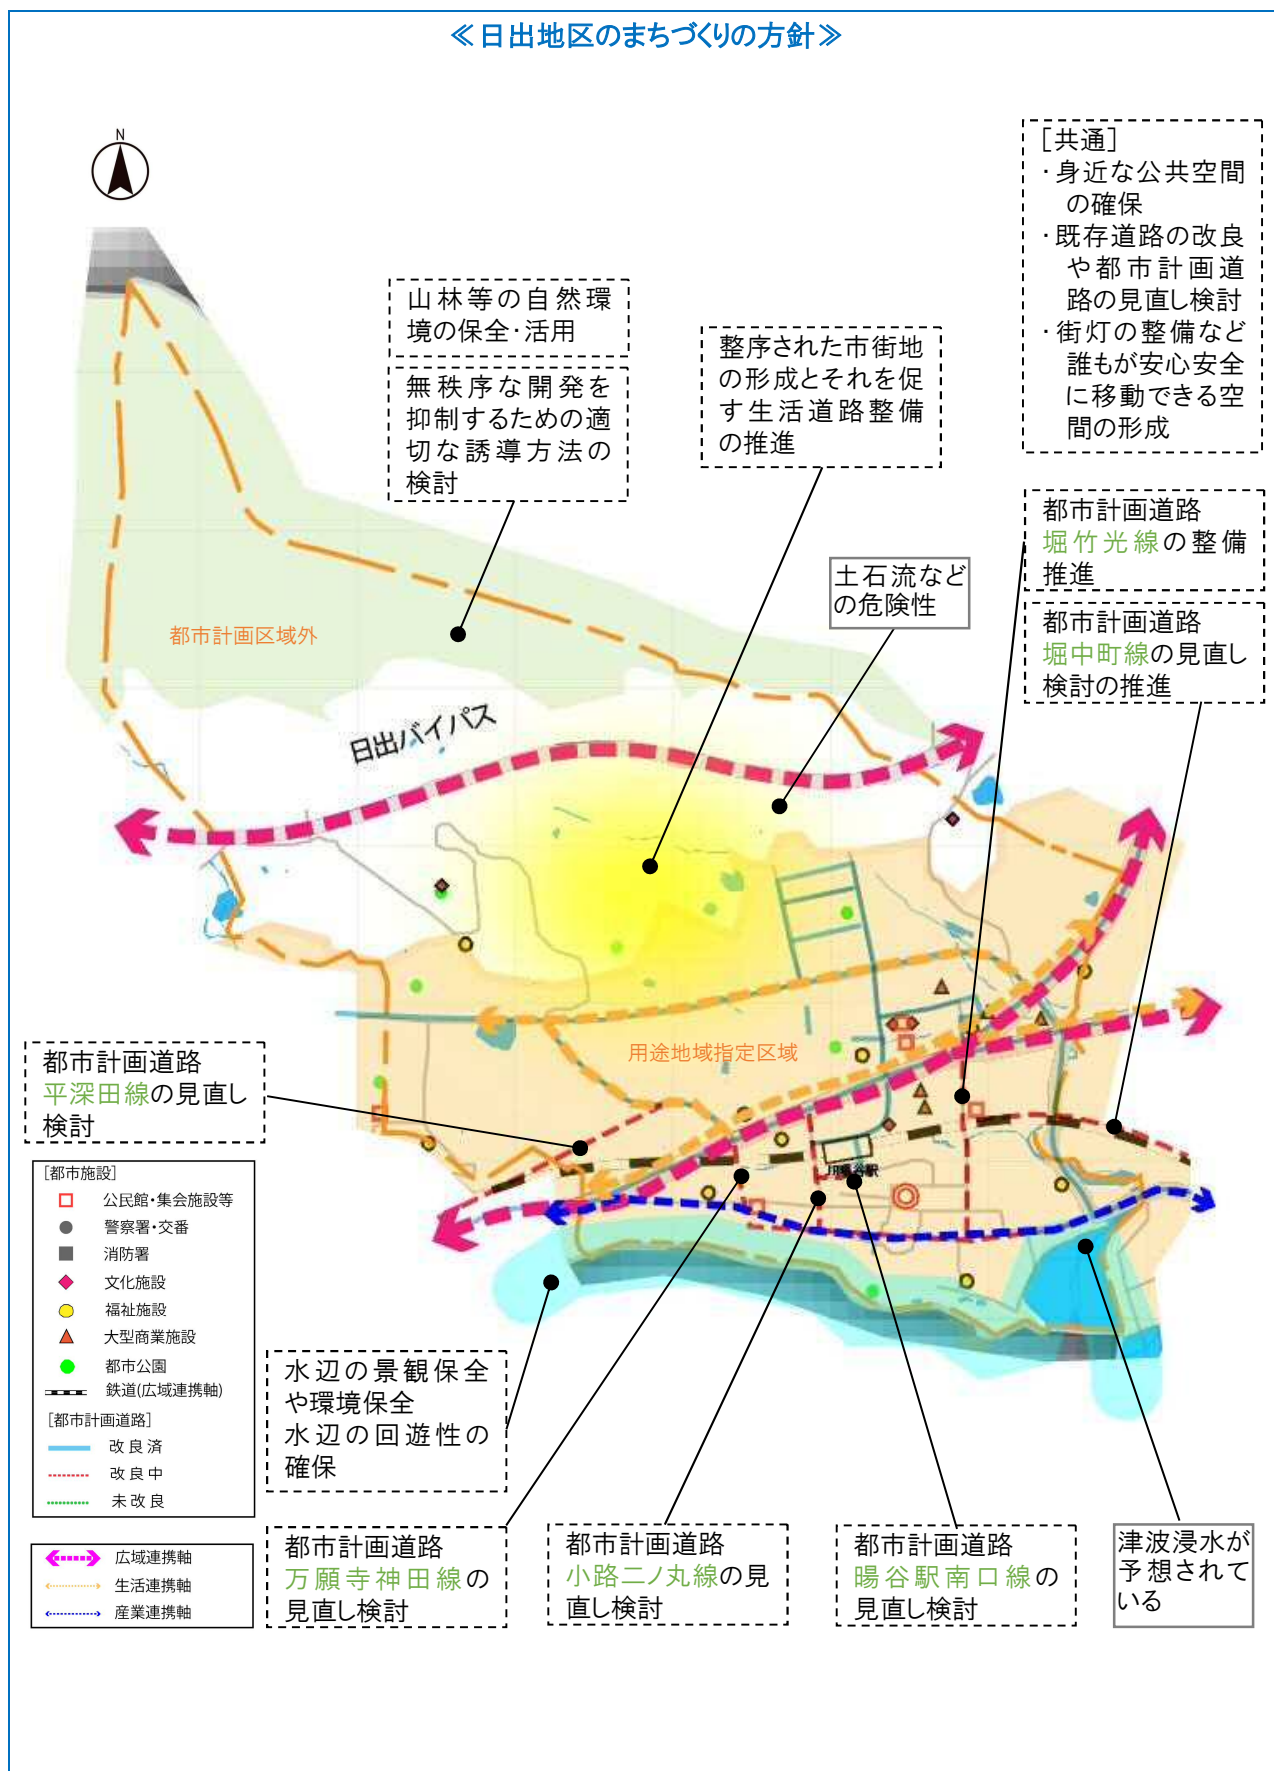 ≪日出地区のまちづくりの方針≫
N
［共通］
・身近な公共空間
の確保
・既存道路の改良
や都市計画道
路の見直し検討
・街灯の整備など
誰もが安心安全
に移動できる空
間の形成
山林等の自然環
境の保全・活用
無秩序な開発を
抑制するための適
切な誘導方法の
検討
整序された市街地
の形成とそれを促
す生活道路整備
の推進
都市計画道路
堀竹光線の整備
推進
土石流など
の危険性
都市計画道路
堀中町線の見直し
検討の推進
都市計画区域外
日出バイパス
用途地域指定区域
都市計画道路
平深田線の見直し
検討
JR暘谷駅
[都市施設]
公民館・集会施設等
警察署・交番
消防署
文化施設
福祉施設
大型商業施設
都市公園
鉄道(広域連携軸)
[都市計画道路]
改良済
改良中
未改良
広域連携軸
生活連携軸
産業連携軸
水辺の景観保全
や環境保全
水辺の回遊性の
確保
都市計画道路
万願寺神田線の
見直し検討
都市計画道路
小路二ノ丸線の見
直し検討
都市計画道路
暘谷駅南口線の
見直し検討
津波浸水が
予想されて
いる